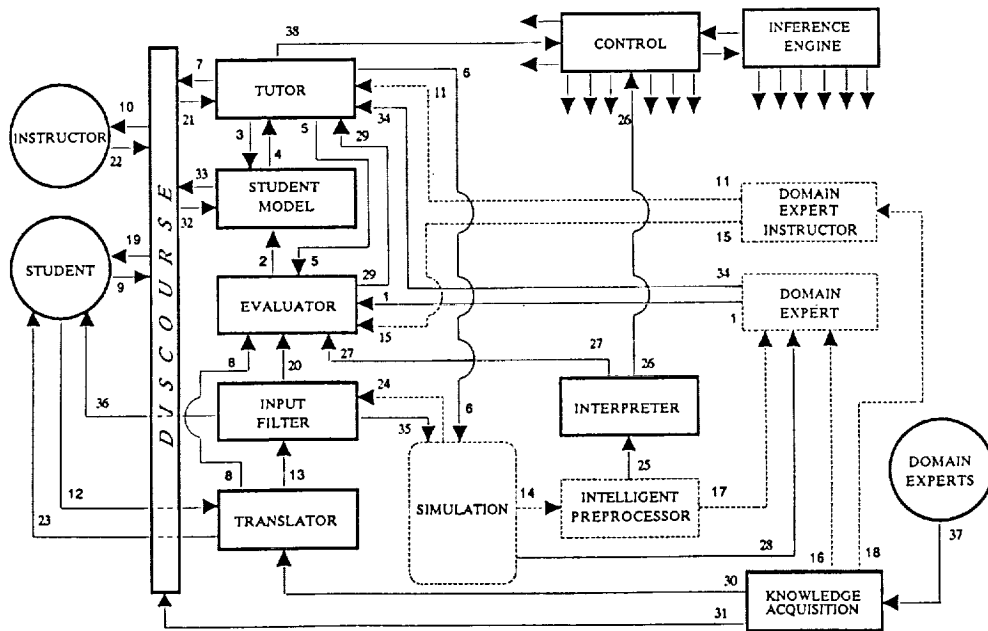 38
CONTROL
INFERENCE
ENGINE
7
TUTOR
6
11
10
21
34
26
INSTRUCTOR
3
4
5
29
22
33
STUDENT
MODEL
11
DOMAIN
EXPERT
INSTRUCTOR
32
15
19
STUDENT
9
2
5
29
34
EVALUATOR
1
DOMAIN
EXPERT
1
15
8
20
27
27
26
24
36
INPUT
FILTER
35
6
INTERPRETER
DISCOURSE
8
13
25
DOMAIN
EXPERTS
12
23
TRANSLATOR
SIMULATION
14
INTELLIGENT
PREPROCESSOR
17
28
16
18
37
30
31
KNOWLEDGE
ACQUISITION